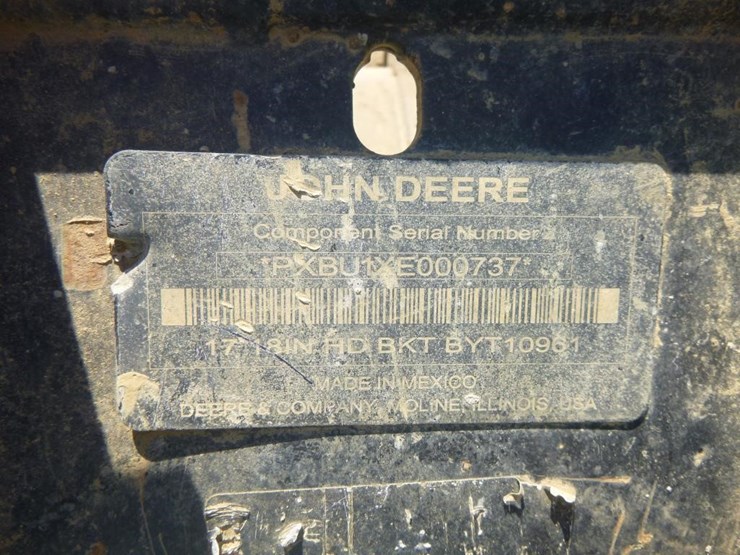 JOHN DEERE
Component Serial Number
*PXBU1XE000737*
17-18IN HD BKT BYT10961
MADE IN MEXICO
DEERE & COMPANY, MOLINE, ILLINOIS, USA